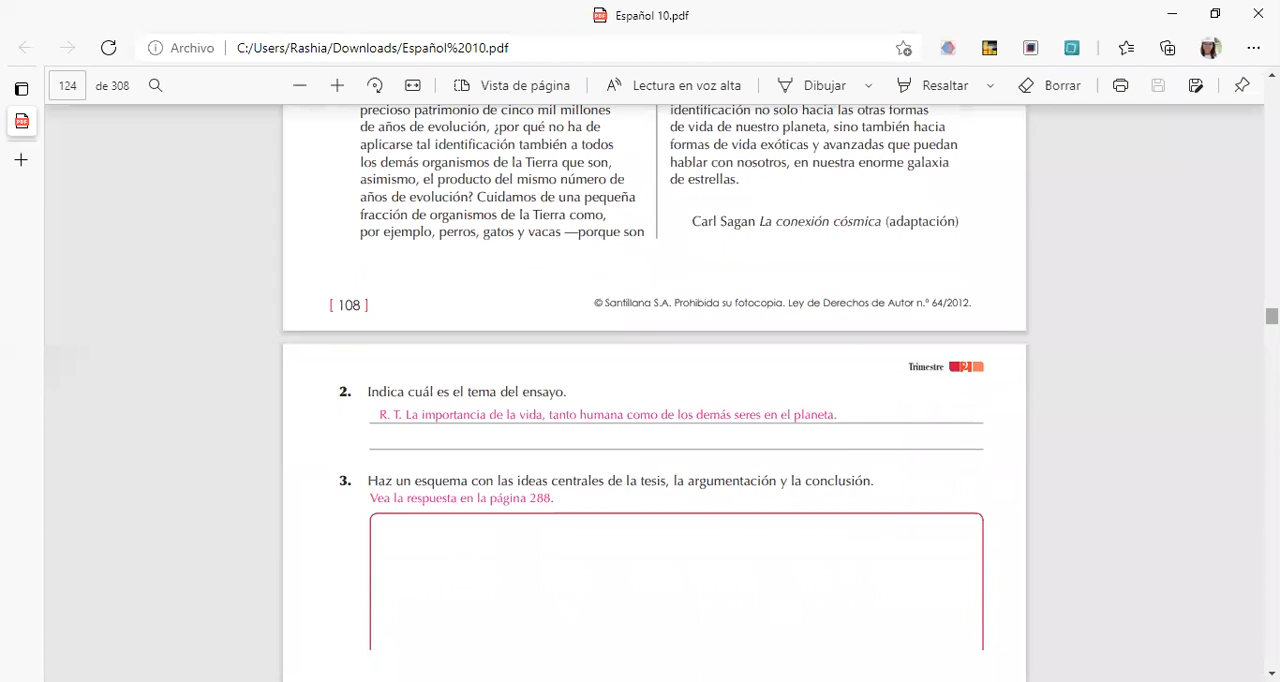 Español 10.pdf
Archivo C:/Users/Rashia/Downloads/Español%2010.pdf
124 de 308 Vista de página Lectura en voz alta Dibujar Resaltar Borrar
precioso patrimonio de cinco mil millones
de años de evolución, ¿por qué no ha de
aplicarse tal identificación también a todos
los demás organismos de la Tierra que son,
asimismo, el producto del mismo número de
años de evolución? Cuidamos de una pequeña
fracción de organismos de la Tierra como,
por ejemplo, perros, gatos y vacas —porque son
identificación no solo hacia las otras formas
de vida de nuestro planeta, sino también hacia
formas de vida exóticas y avanzadas que puedan
hablar con nosotros, en nuestra enorme galaxia
de estrellas.
Carl Sagan La conexión cósmica (adaptación)
[ 108 ]
© Santillana S.A. Prohibida su fotocopia. Ley de Derechos de Autor n.º 64/2012.
Trimestre 2
2. Indica cuál es el tema del ensayo.
R. T. La importancia de la vida, tanto humana como de los demás seres en el planeta.
3. Haz un esquema con las ideas centrales de la tesis, la argumentación y la conclusión.
Vea la respuesta en la página 288.